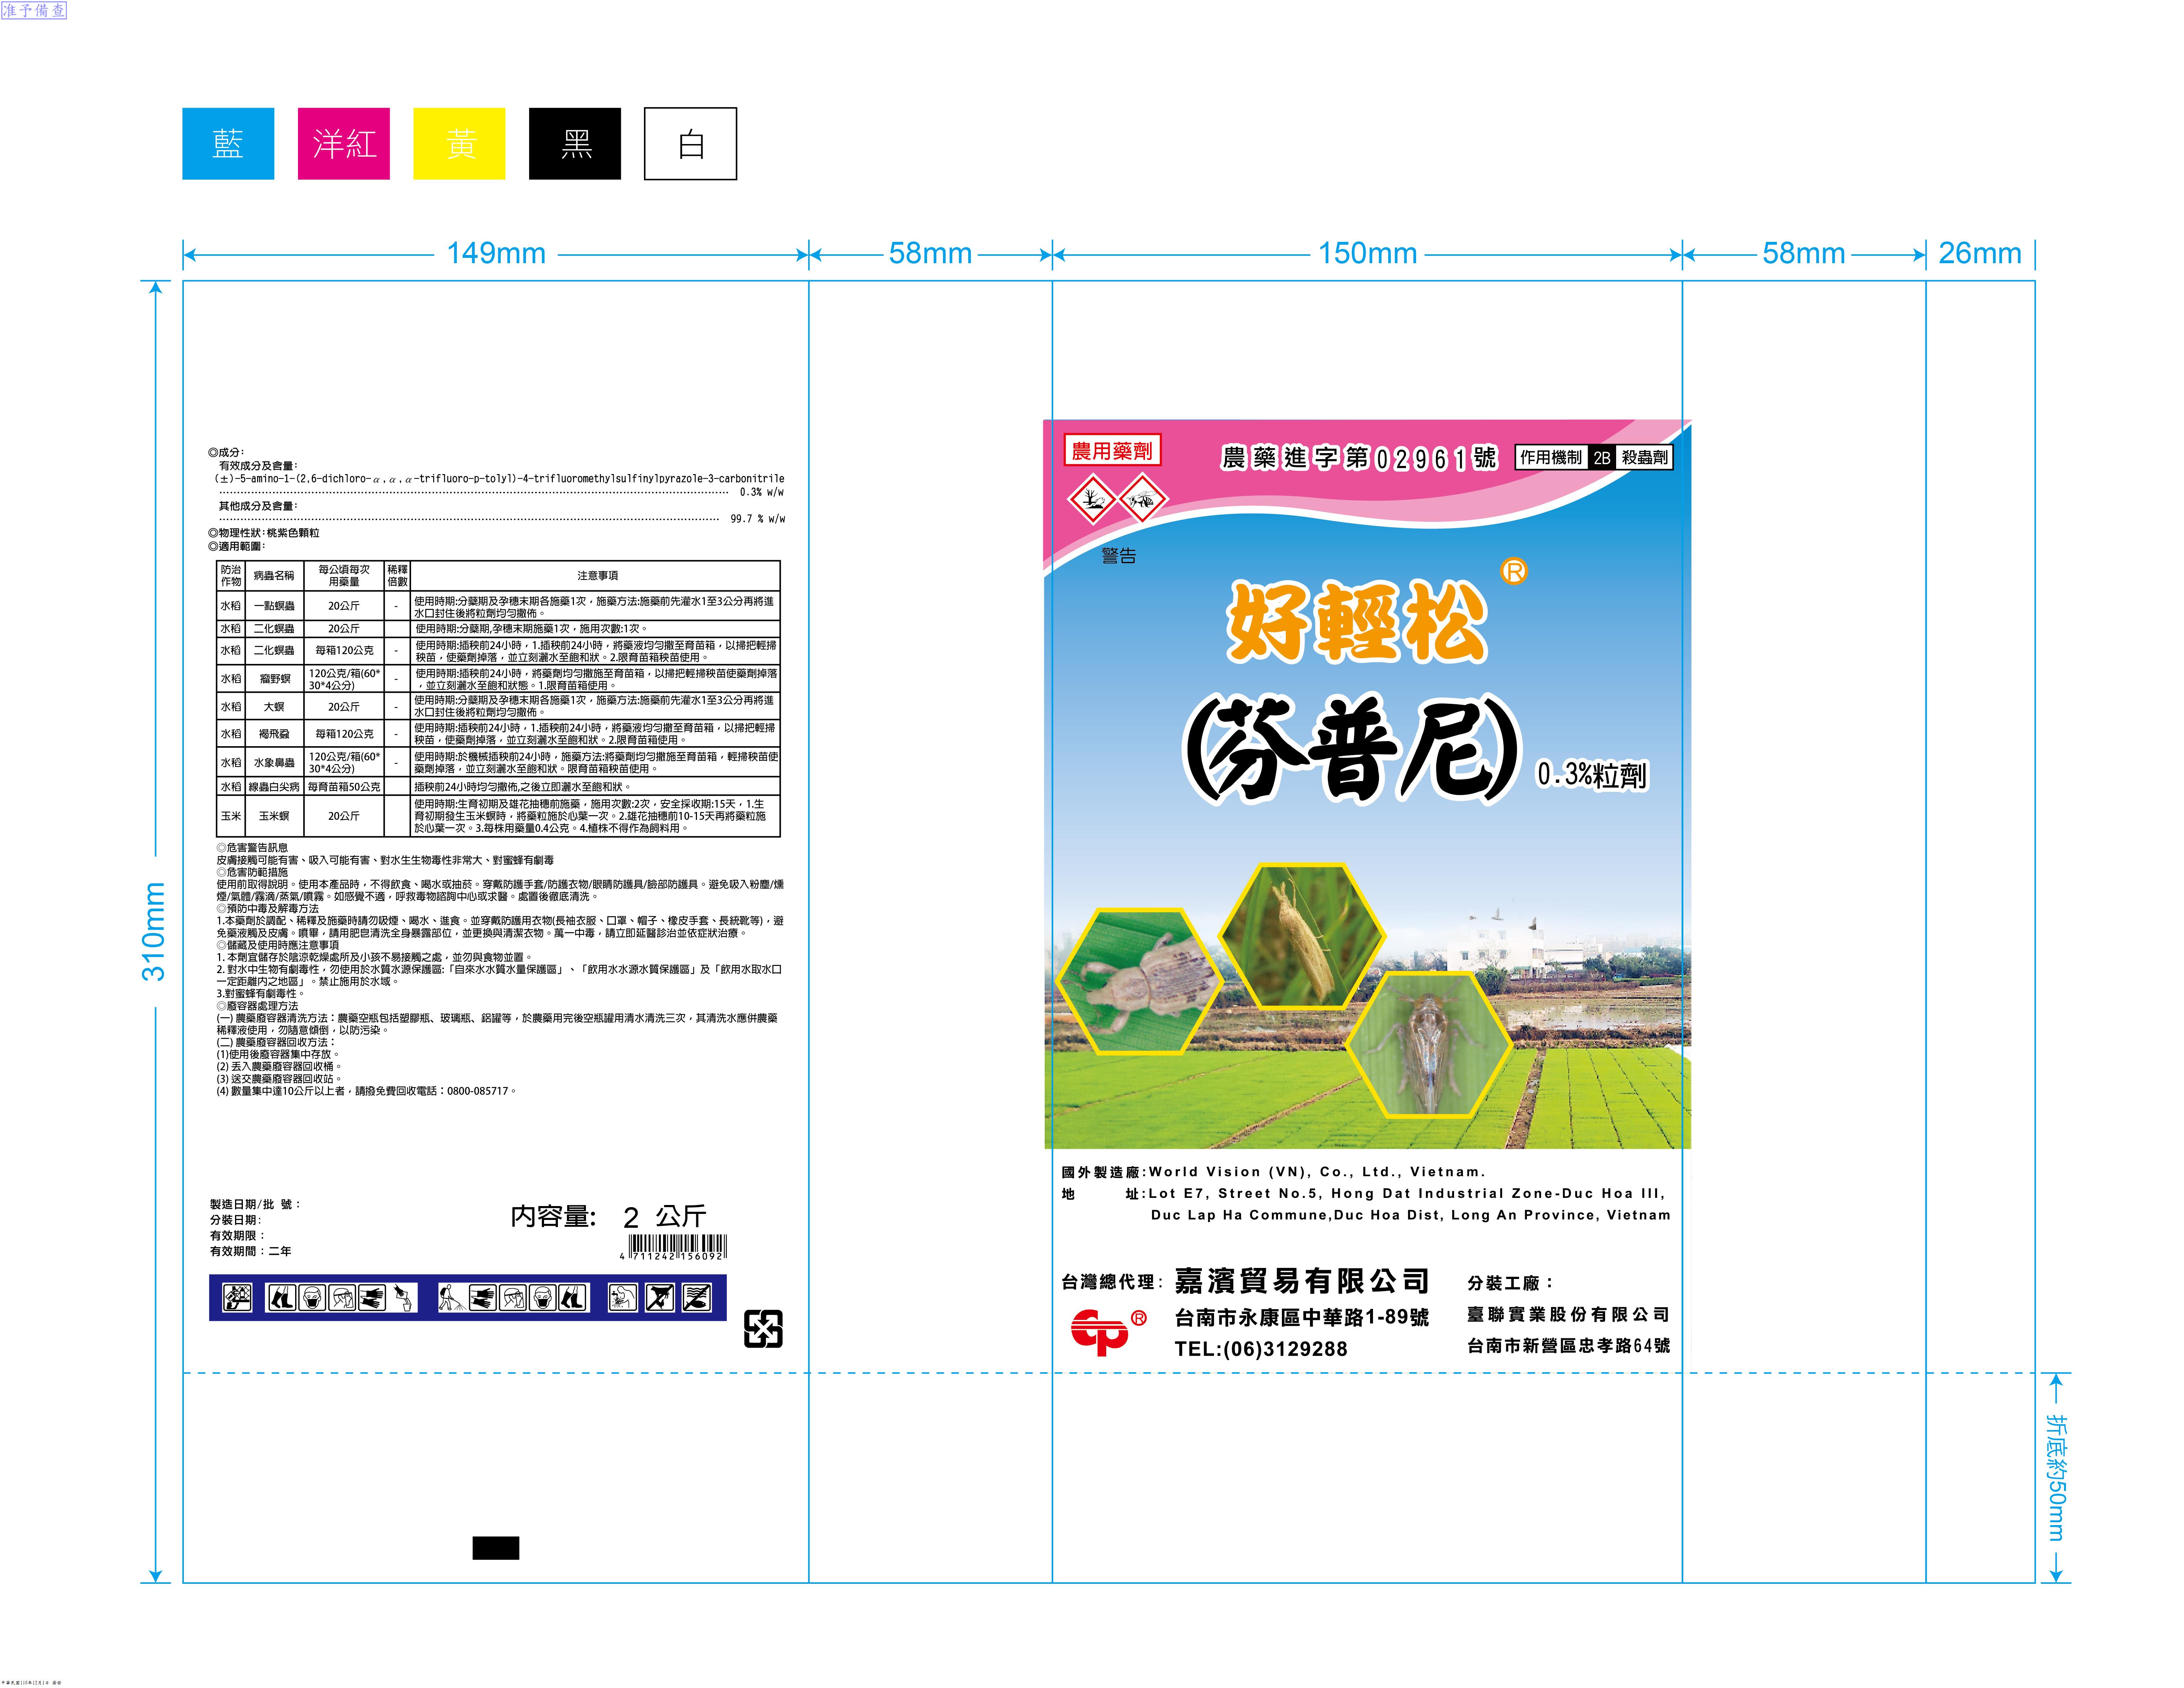 准予備查
藍
洋紅
黃
黑
白
149mm
58mm
150mm
58mm
26mm
310mm
◎成分:
有效成分及含量:
(±)-5-amino-1-(2,6-dichloro-α,α,α-trifluoro-p-tolyl)-4-trifluoromethylsulfinylpyrazole-3-carbonitrile
0.3% w/w
其他成分及含量:
99.7 % w/w
◎物理性狀:桃紫色顆粒
◎適用範圍:
防治作物 病蟲名稱 每公頃每次用藥量 稀釋倍數 注意事項
水稻 一點螟蟲 20公斤 - 使用時期:分蘗期及孕穗末期各施藥1次，施藥方法:施藥前先灌水1至3公分再將進
水口封住後將粒劑均勻撒佈。
水稻 二化螟蟲 20公斤 - 使用時期:分蘗期,孕穗末期施藥1次，施用次數:1次。
水稻 二化螟蟲 每箱120公克 - 使用時期:插秧前24小時，1.插秧前24小時，將藥液均勻撒至育苗箱，以掃把輕掃
秧苗，使藥劑掉落，並立刻灑水至飽和狀。2.限育苗箱秧苗使用。
水稻 瘤野螟 120公克/箱(60*30*4公分) - 使用時期:插秧前24小時，將藥劑均勻撒施至育苗箱，以掃把輕掃秧苗使藥劑掉落
，並立刻灑水至飽和狀態。1.限育苗箱使用。
水稻 大螟 20公斤 - 使用時期:分蘗期及孕穗末期各施藥1次，施藥方法:施藥前先灌水1至3公分再將進
水口封住後將粒劑均勻撒佈。
水稻 褐飛蝨 每箱120公克 - 使用時期:插秧前24小時，1.插秧前24小時，將藥液均勻撒至育苗箱，以掃把輕掃
秧苗，使藥劑掉落，並立刻灑水至飽和狀。2.限育苗箱使用。
水稻 水象鼻蟲 120公克/箱(60*30*4公分) - 使用時期:於機械插秧前24小時，施藥方法:將藥劑均勻撒施至育苗箱，輕掃秧苗使
藥劑掉落，並立刻灑水至飽和狀。限育苗箱秧苗使用。
水稻 線蟲白尖病 每育苗箱50公克 插秧前24小時均勻撒佈,之後立即灑水至飽和狀。
玉米 玉米螟 20公斤 使用時期:生育初期及雄花抽穗前施藥，施用次數:2次，安全採收期:15天，1.生
育初期發生玉米螟時，將藥粒施於心葉一次。2.雄花抽穗前10-15天再將藥粒施
於心葉一次。3.每株用藥量0.4公克。4.植株不得作為飼料用。
◎危害警告訊息
皮膚接觸可能有害、吸入可能有害、對水生生物毒性非常大、對蜜蜂有劇毒
◎危害防範措施
使用前取得說明。使用本產品時，不得飲食、喝水或抽菸。穿戴防護手套/防護衣物/眼睛防護具/臉部防護具。避免吸入粉塵/燻
煙/氣體/霧滴/蒸氣/噴霧。如感覺不適，呼救毒物諮詢中心或求醫。處置後徹底清洗。
◎預防中毒及解毒方法
1.本藥劑於調配、稀釋及施藥時請勿吸煙、喝水、進食。並穿戴防護用衣物(長袖衣服、口罩、帽子、橡皮手套、長統靴等)，避
免藥液觸及皮膚。噴畢，請用肥皂清洗全身暴露部位，並更換與清潔衣物。萬一中毒，請立即延醫診治並依症狀治療。
◎儲藏及使用時應注意事項
1. 本劑宜儲存於陰涼乾燥處所及小孩不易接觸之處，並勿與食物並置。
2. 對水中生物有劇毒性，勿使用於水質水源保護區:「自來水水質水量保護區」、「飲用水水源水質保護區」及「飲用水取水口
一定距離內之地區」。禁止施用於水域。
3.對蜜蜂有劇毒性。
◎廢容器處理方法
(一) 農藥廢容器清洗方法：農藥空瓶包括塑膠瓶、玻璃瓶、鋁罐等，於農藥用完後空瓶罐用清水清洗三次，其清洗水應併農藥
稀釋液使用，勿隨意傾倒，以防污染。
(二) 農藥廢容器回收方法：
(1)使用後廢容器集中存放。
(2) 丟入農藥廢容器回收桶。
(3) 送交農藥廢容器回收站。
(4) 數量集中達10公斤以上者，請撥免費回收電話：0800-085717。
製造日期/批 號：
分裝日期:
有效期限：
有效期間：二年
內容量: 2 公斤
4 711242 156092
農用藥劑
農藥進字第02961號
作用機制 2B 殺蟲劑
警告
好輕松®
(芬普尼)
0.3%粒劑
國外製造廠:World Vision (VN), Co., Ltd., Vietnam.
地 址:Lot E7, Street No.5, Hong Dat Industrial Zone-Duc Hoa III,
Duc Lap Ha Commune,Duc Hoa Dist, Long An Province, Vietnam
台灣總代理: 嘉濱貿易有限公司
台南市永康區中華路1-89號
TEL:(06)3129288
CP®
分裝工廠：
臺聯實業股份有限公司
台南市新營區忠孝路64號
折底約50mm